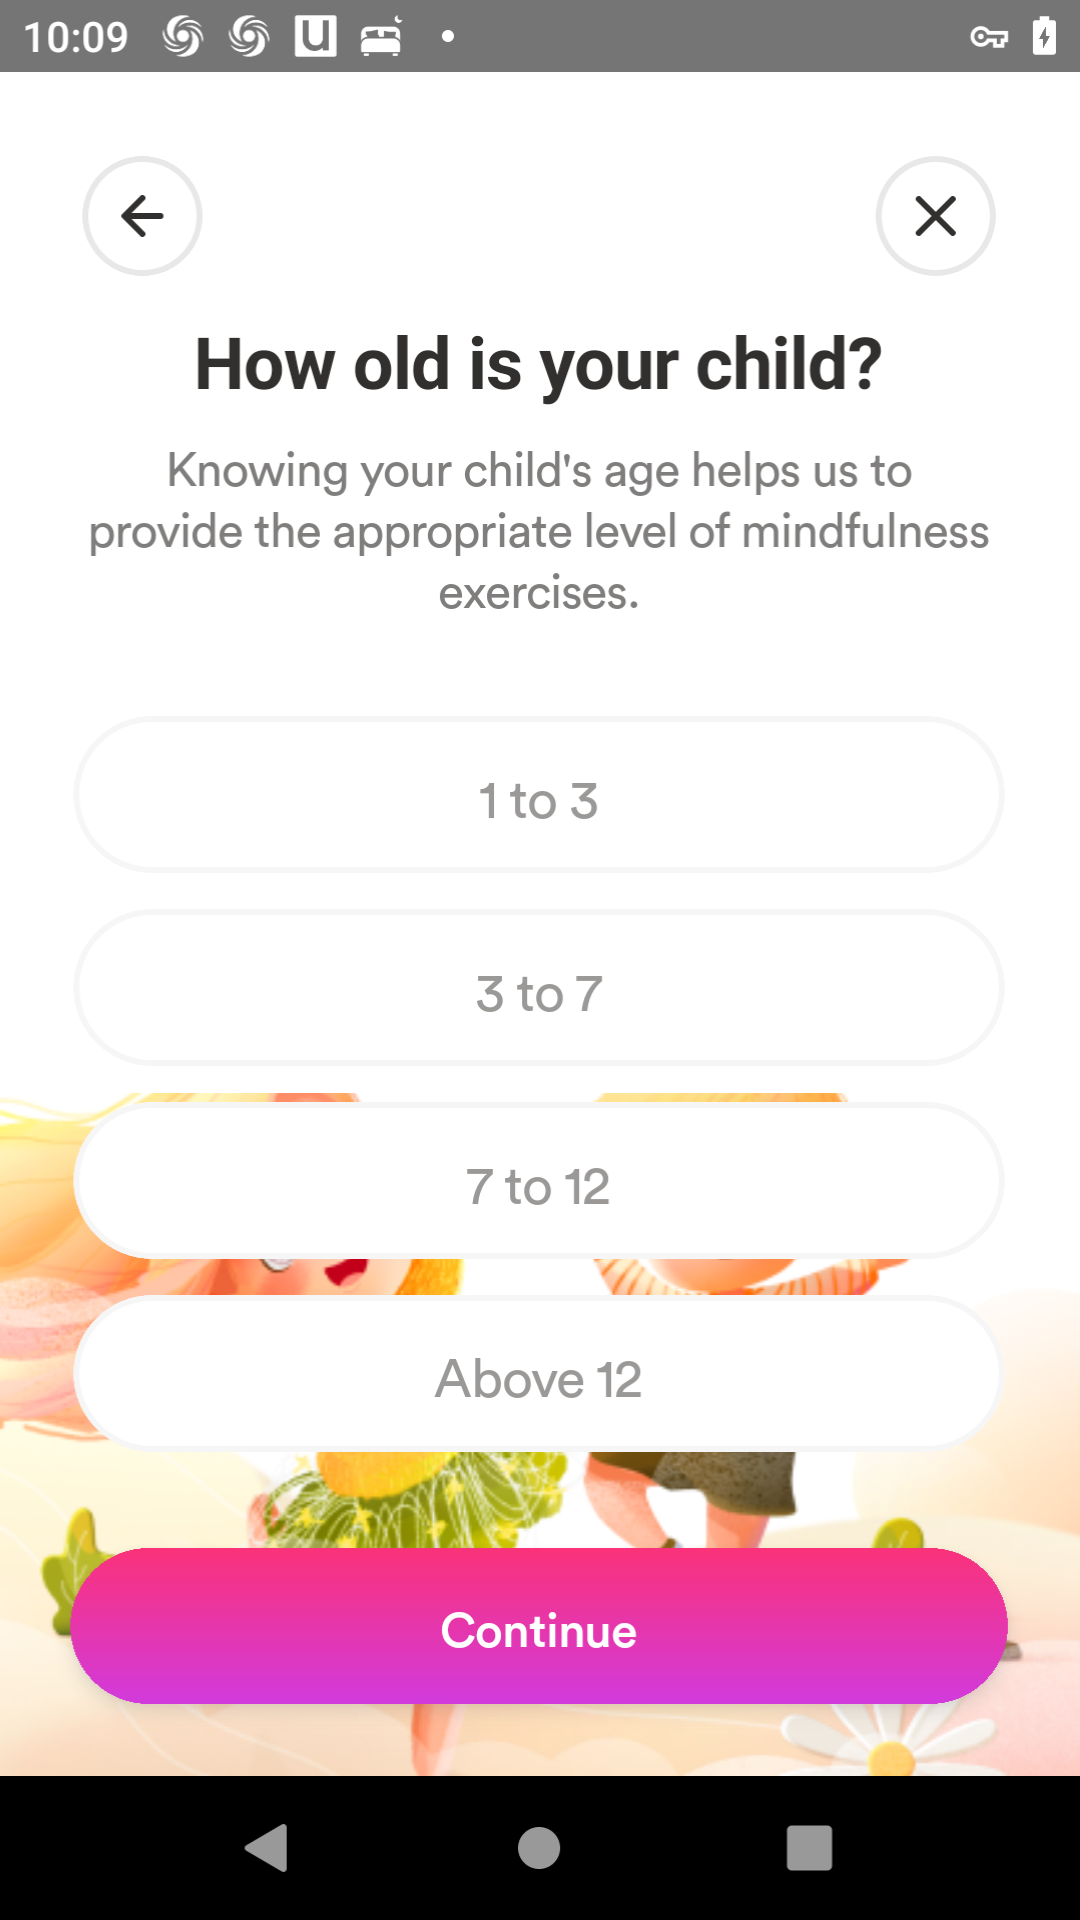 10:09
How old is your child?
Knowing your child's age helps us to
provide the appropriate level of mindfulness
exercises.
1 to 3
3 to 7
7 to 12
Above 12
Continue